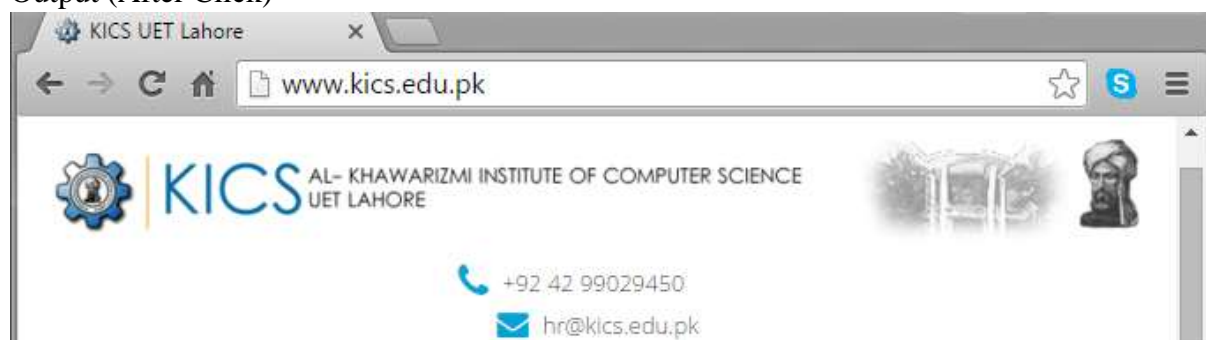 Output (After Click)
KICS UET Lahore
www.kics.edu.pk
KICS AL- KHAWARIZMI INSTITUTE OF COMPUTER SCIENCE
UET LAHORE
+92 42 99029450
hr@kics.edu.pk